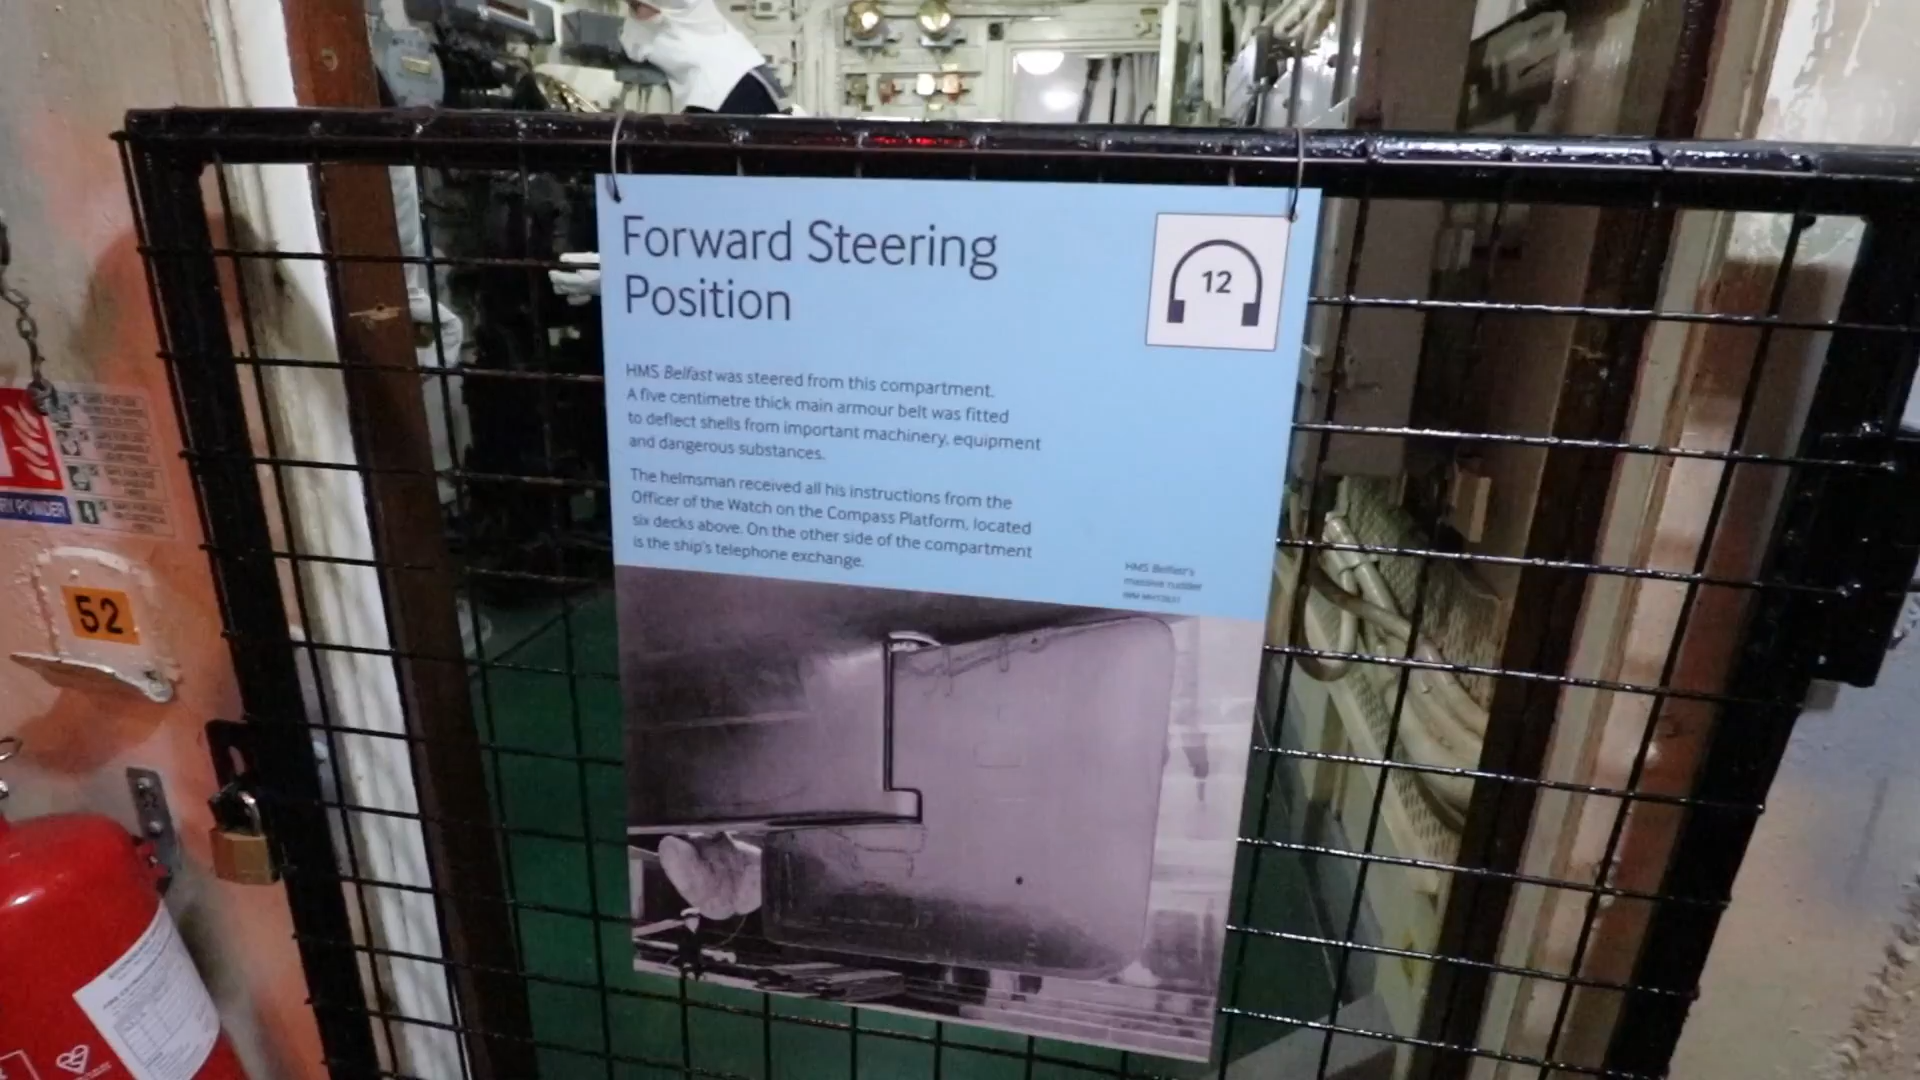 Forward Steering
Position
12
HMS Belfast was steered from this compartment.
A five centimetre thick main armour belt was fitted
to deflect shells from important machinery, equipment
and dangerous substances.
The helmsman received all his instructions from the
Officer of the Watch on the Compass Platform, located
six decks above. On the other side of the compartment
is the ship's telephone exchange.
HMS Belfast's
massive rudder
RY POWDER
52